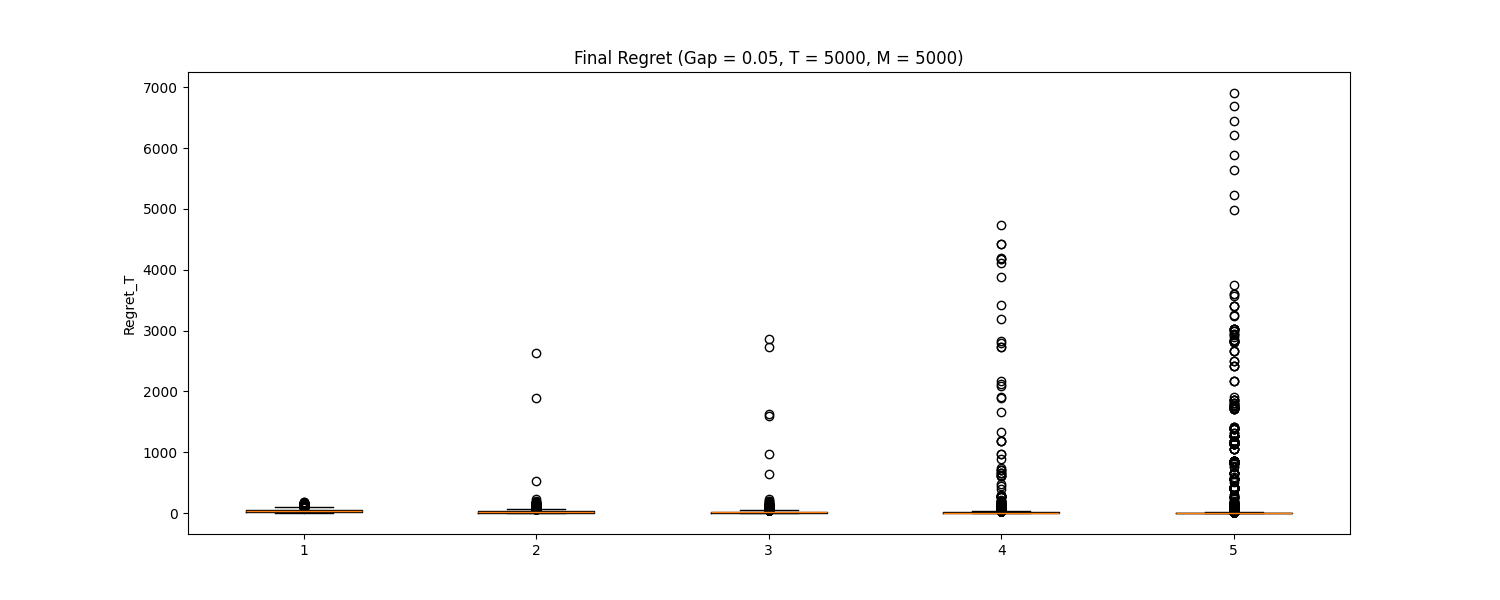 Final Regret (Gap = 0.05, T = 5000, M = 5000)
Regret_T
7000
6000
5000
4000
3000
2000
1000
0
1 2 3 4 5